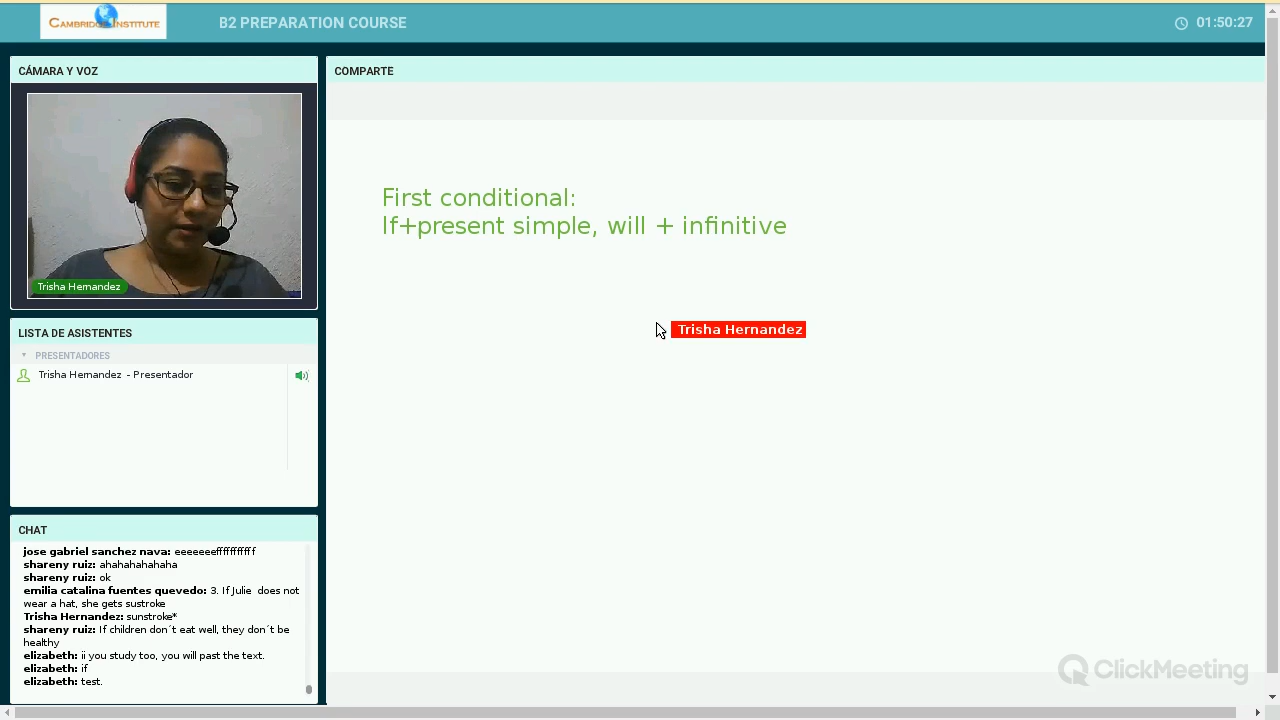 CAMBRIDGE INSTITUTE
B2 PREPARATION COURSE
01:50:27
CÁMARA Y VOZ
Trisha Hernandez
LISTA DE ASISTENTES
PRESENTADORES
Trisha Hernandez - Presentador
CHAT
jose gabriel sanchez nava: eeeeeeefffffffffff
shareny ruiz: ahahahahahaha
shareny ruiz: ok
emilia catalina fuentes quevedo: 3. If Julie does not
wear a hat, she gets sustroke
Trisha Hernandez: sunstroke*
shareny ruiz: If children don´t eat well, they don´t be
healthy
elizabeth: ii you study too, you will past the text.
elizabeth: if
elizabeth: test.
COMPARTE
First conditional:
If+present simple, will + infinitive
Trisha Hernandez
ClickMeeting